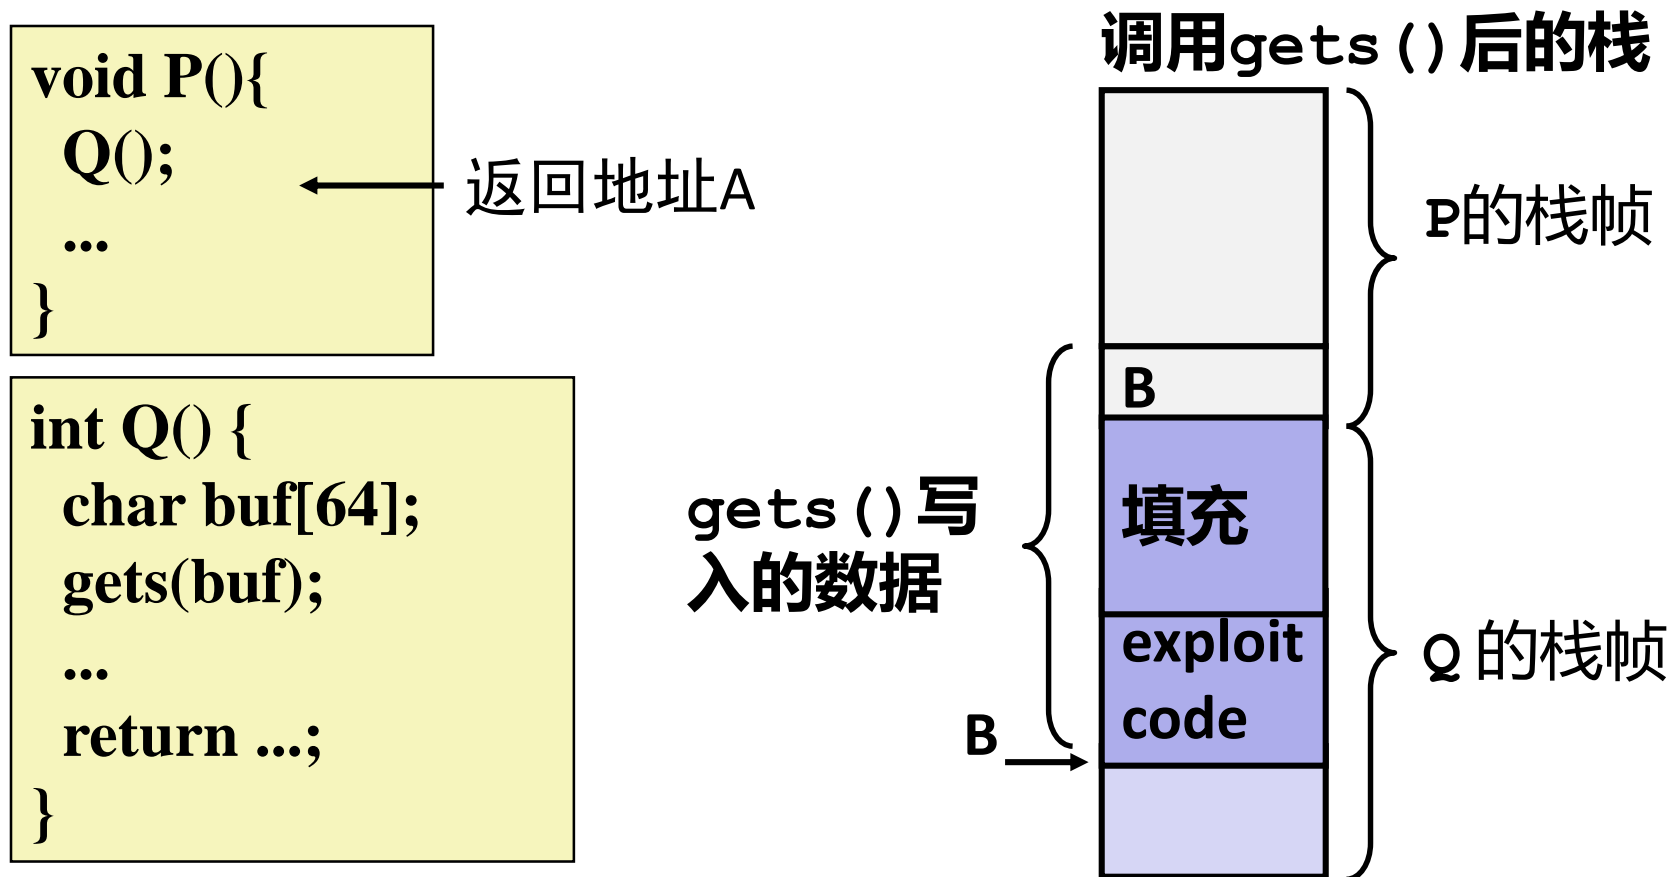 void P(){
Q();
...
}
返回地址A
int Q() {
char buf[64];
gets(buf);
...
return ...;
}
调用gets()后的栈
P的栈帧
B
gets()写
入的数据
填充
exploit
code
B
Q 的栈帧